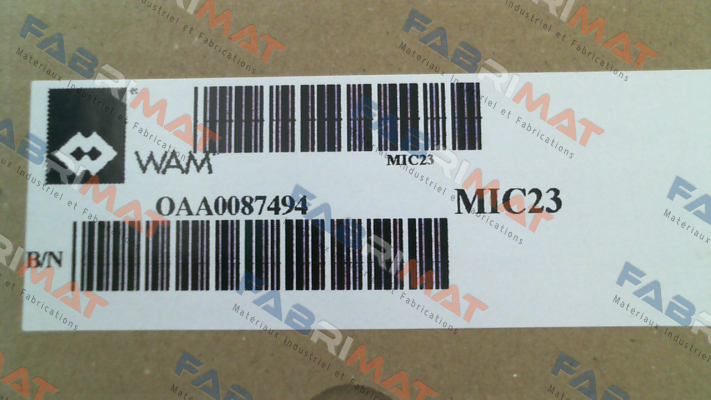 WAM
MIC23
OAA0087494
MIC23
B/N
FABRIMAT
Matériaux Industriel et Fabrications